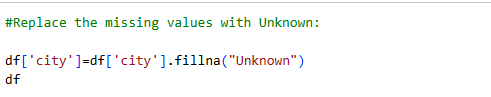 #Replace the missing values with Unknown:
df['city']=df['city'].fillna("Unknown")
df